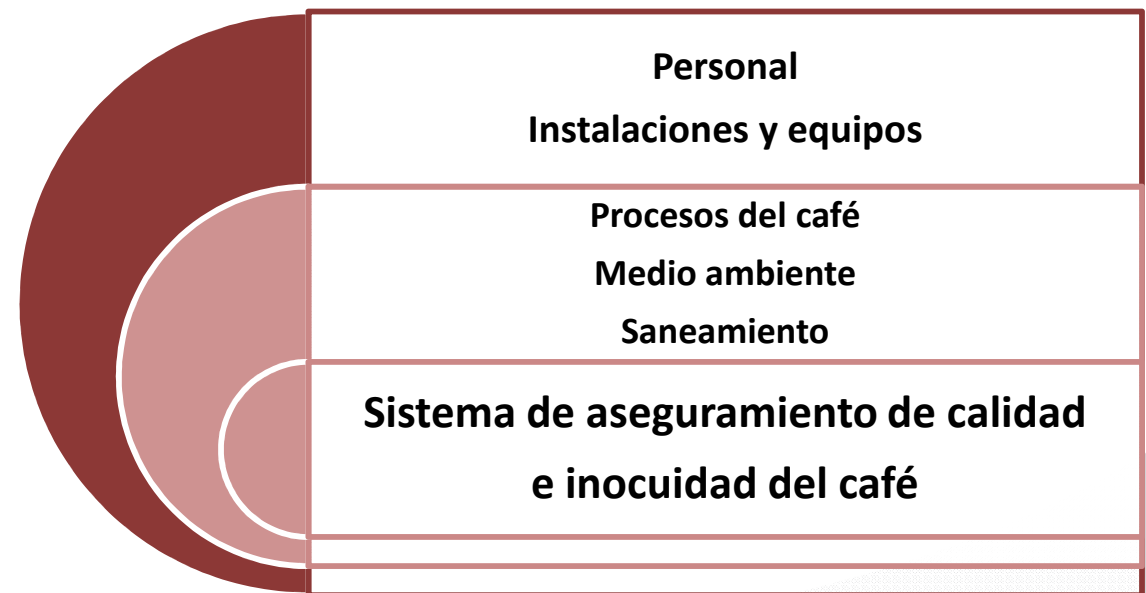 Personal
Instalaciones y equipos
Procesos del café
Medio ambiente
Saneamiento
Sistema de aseguramiento de calidad
e inocuidad del café